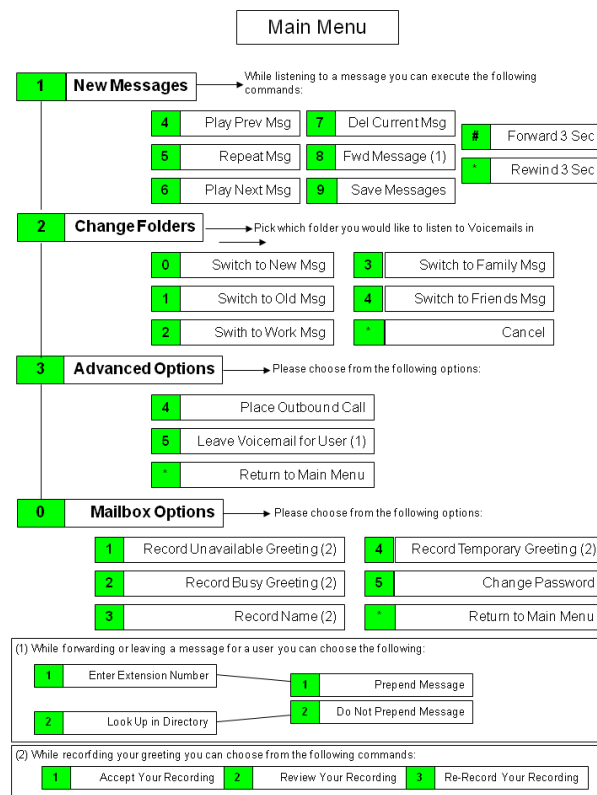 Main Menu
1 New Messages
While listening to a message you can execute the following
commands:
4 Play Prev Msg
7 Del Current Msg
# Forward 3 Sec
5 Repeat Msg
8 Fwd Message (1)
* Rewind 3 Sec
6 Play Next Msg
9 Save Messages
2 Change Folders
Pick which folder you would like to listen to Voicemails in
0 Switch to New Msg
3 Switch to Family Msg
1 Switch to Old Msg
4 Switch to Friends Msg
2 Swith to Work Msg
* Cancel
3 Advanced Options
Please choose from the following options:
4 Place Outbound Call
5 Leave Voicemail for User (1)
* Return to Main Menu
0 Mailbox Options
Please choose from the following options:
1 Record Unavailable Greeting (2)
4 Record Temporary Greeting (2)
2 Record Busy Greeting (2)
5 Change Password
3 Record Name (2)
* Return to Main Menu
(1) While forwarding or leaving a message for a user you can choose the following:
1 Enter Extension Number
1 Prepend Message
2 Look Up in Directory
2 Do Not Prepend Message
(2) While recorfding your greeting you can choose from the following commands:
1 Accept Your Recording 2 Review Your Recording 3 Re-Record Your Recording